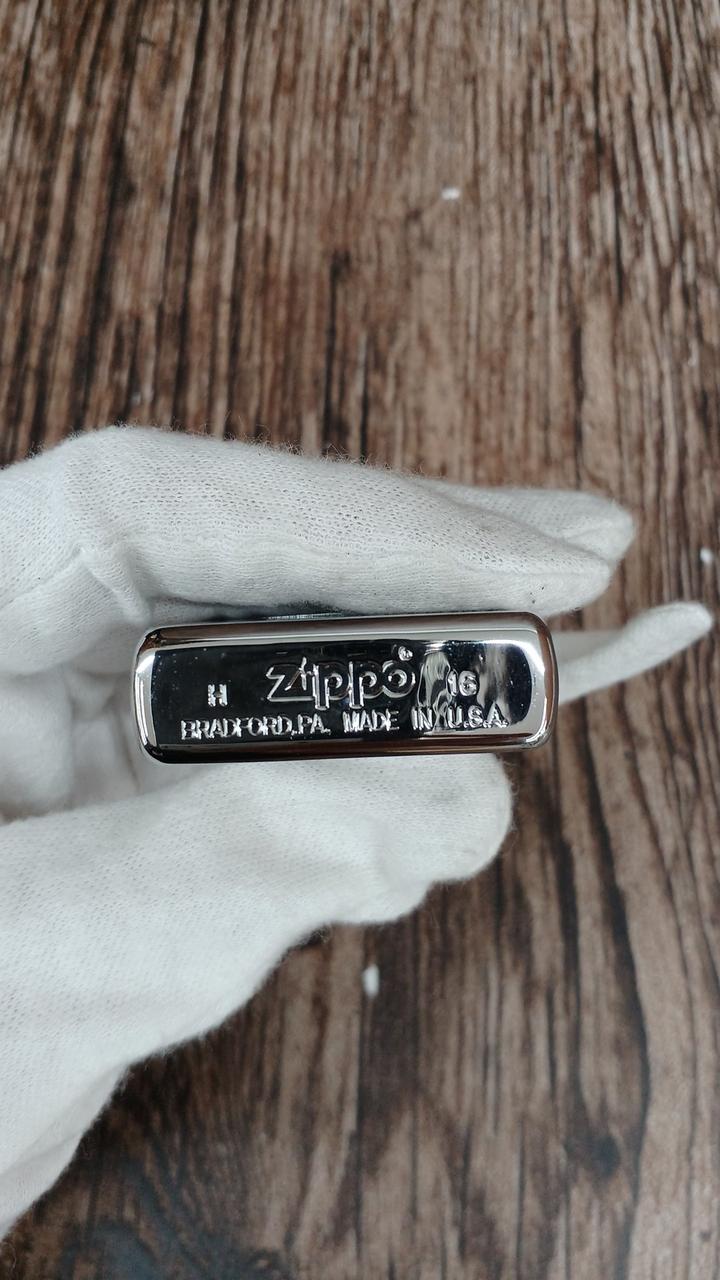 H zippo® 16
BRADFORD,PA. MADE IN U.S.A.